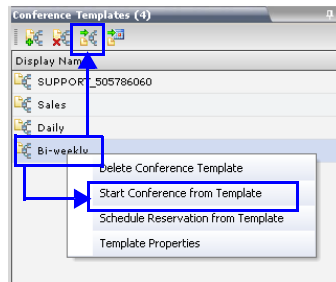 Conference Templates (4)
Display Name
SUPPORT_505786060
Sales
Daily
Bi-weekly
Delete Conference Template
Start Conference from Template
Schedule Reservation from Template
Template Properties